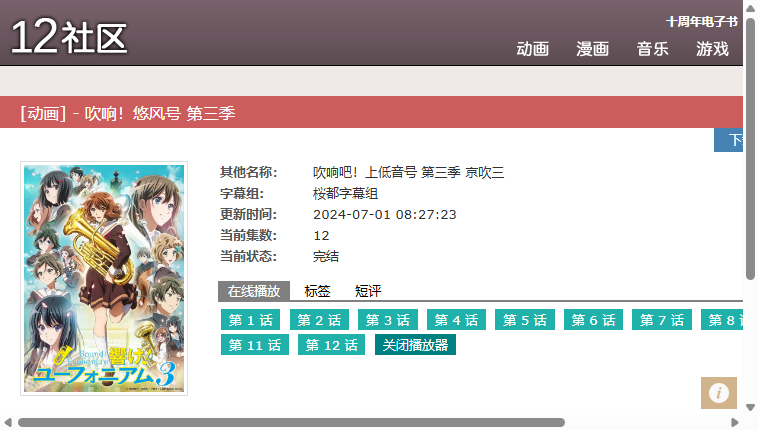 12社区
十周年电子书
动画 漫画 音乐 游戏
[动画] - 吹响！悠风号 第三季
其他名称： 吹响吧！上低音号 第三季 京吹三
字幕组： 桜都字幕组
更新时间： 2024-07-01 08:27:23
当前集数： 12
当前状态： 完结
在线播放 标签 短评
第 1 话 第 2 话 第 3 话 第 4 话 第 5 话 第 6 话 第 7 话 第 8
第 11 话 第 12 话 关闭播放器
響け!
ユーフォニアム3
i